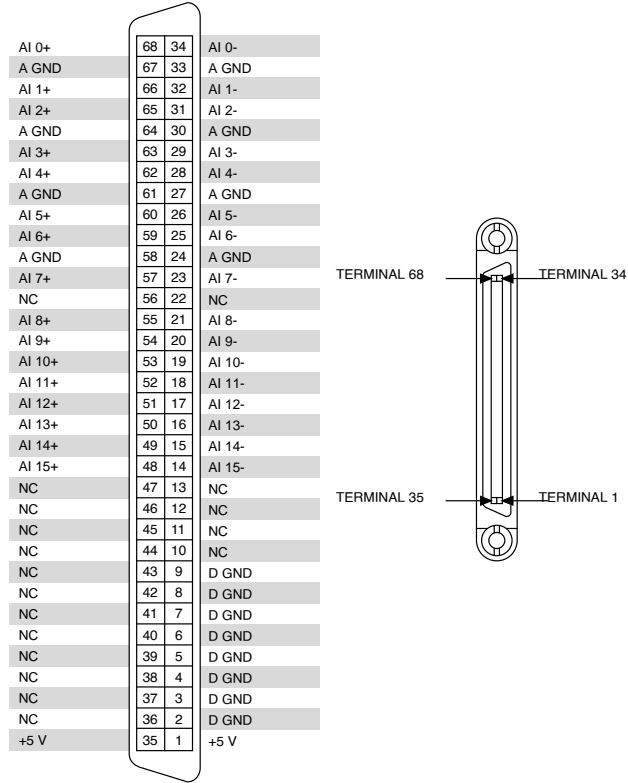 AI 0+ 68 34 AI 0-
A GND 67 33 A GND
AI 1+ 66 32 AI 1-
AI 2+ 65 31 AI 2-
A GND 64 30 A GND
AI 3+ 63 29 AI 3-
AI 4+ 62 28 AI 4-
A GND 61 27 A GND
AI 5+ 60 26 AI 5-
AI 6+ 59 25 AI 6-
A GND 58 24 A GND
AI 7+ 57 23 AI 7-
NC 56 22 NC
AI 8+ 55 21 AI 8-
AI 9+ 54 20 AI 9-
AI 10+ 53 19 AI 10-
AI 11+ 52 18 AI 11-
AI 12+ 51 17 AI 12-
AI 13+ 50 16 AI 13-
AI 14+ 49 15 AI 14-
AI 15+ 48 14 AI 15-
NC 47 13 NC
NC 46 12 NC
NC 45 11 NC
NC 44 10 NC
NC 43 9 D GND
NC 42 8 D GND
NC 41 7 D GND
NC 40 6 D GND
NC 39 5 D GND
NC 38 4 D GND
NC 37 3 D GND
NC 36 2 D GND
+5 V 35 1 +5 V
TERMINAL 68 TERMINAL 34
TERMINAL 35 TERMINAL 1